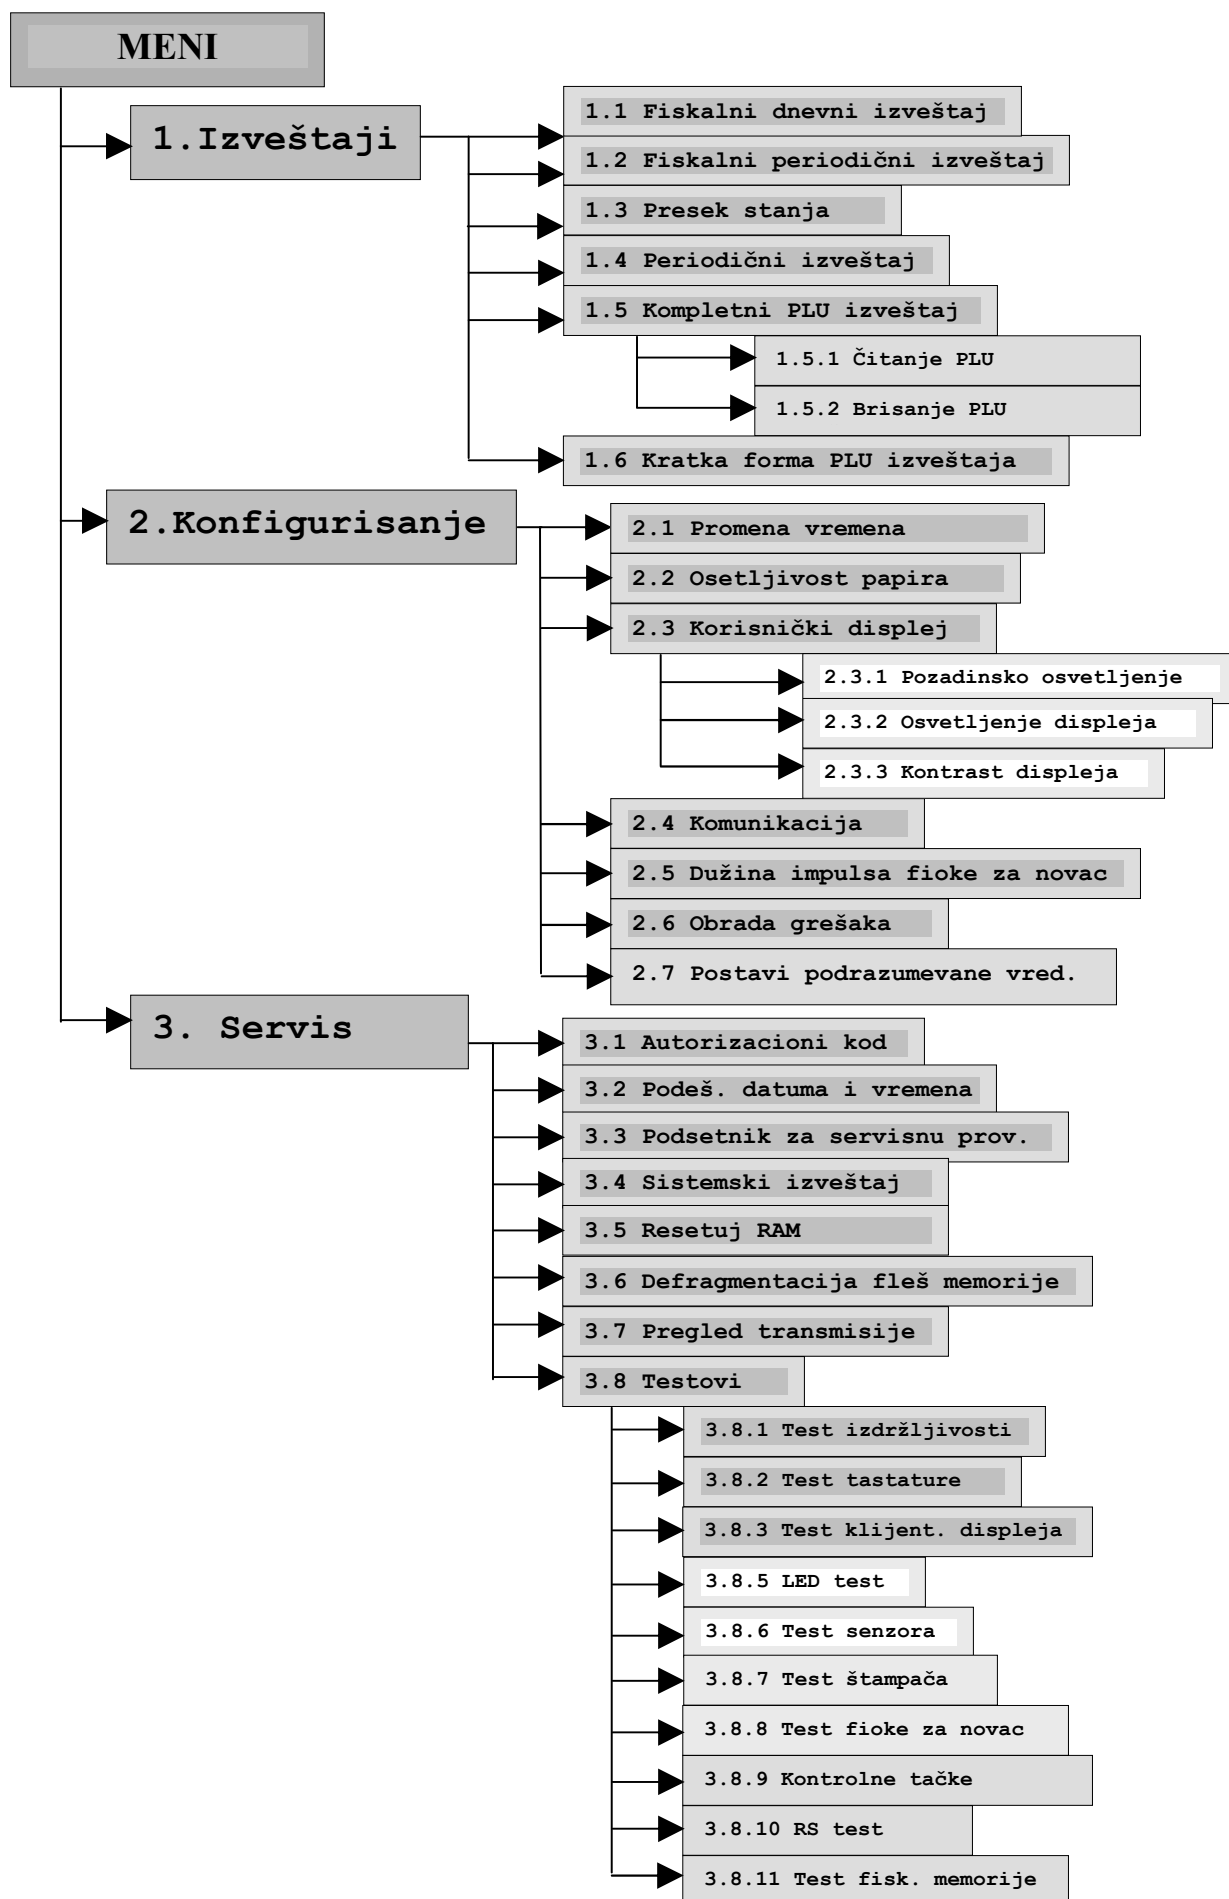 MENI
1.Izveštaji
1.1 Fiskalni dnevni izveštaj
1.2 Fiskalni periodični izveštaj
1.3 Presek stanja
1.4 Periodični izveštaj
1.5 Kompletni PLU izveštaj
1.5.1 Čitanje PLU
1.5.2 Brisanje PLU
1.6 Kratka forma PLU izveštaja
2.Konfigurisanje
2.1 Promena vremena
2.2 Osetljivost papira
2.3 Korisnički displej
2.3.1 Pozadinsko osvetljenje
2.3.2 Osvetljenje displeja
2.3.3 Kontrast displeja
2.4 Komunikacija
2.5 Dužina impulsa fioke za novac
2.6 Obrada grešaka
2.7 Postavi podrazumevane vred.
3. Servis
3.1 Autorizacioni kod
3.2 Podeš. datuma i vremena
3.3 Podsetnik za servisnu prov.
3.4 Sistemski izveštaj
3.5 Resetuj RAM
3.6 Defragmentacija fleš memorije
3.7 Pregled transmisije
3.8 Testovi
3.8.1 Test izdržljivosti
3.8.2 Test tastature
3.8.3 Test klijent. displeja
3.8.5 LED test
3.8.6 Test senzora
3.8.7 Test štampača
3.8.8 Test fioke za novac
3.8.9 Kontrolne tačke
3.8.10 RS test
3.8.11 Test fisk. memorije